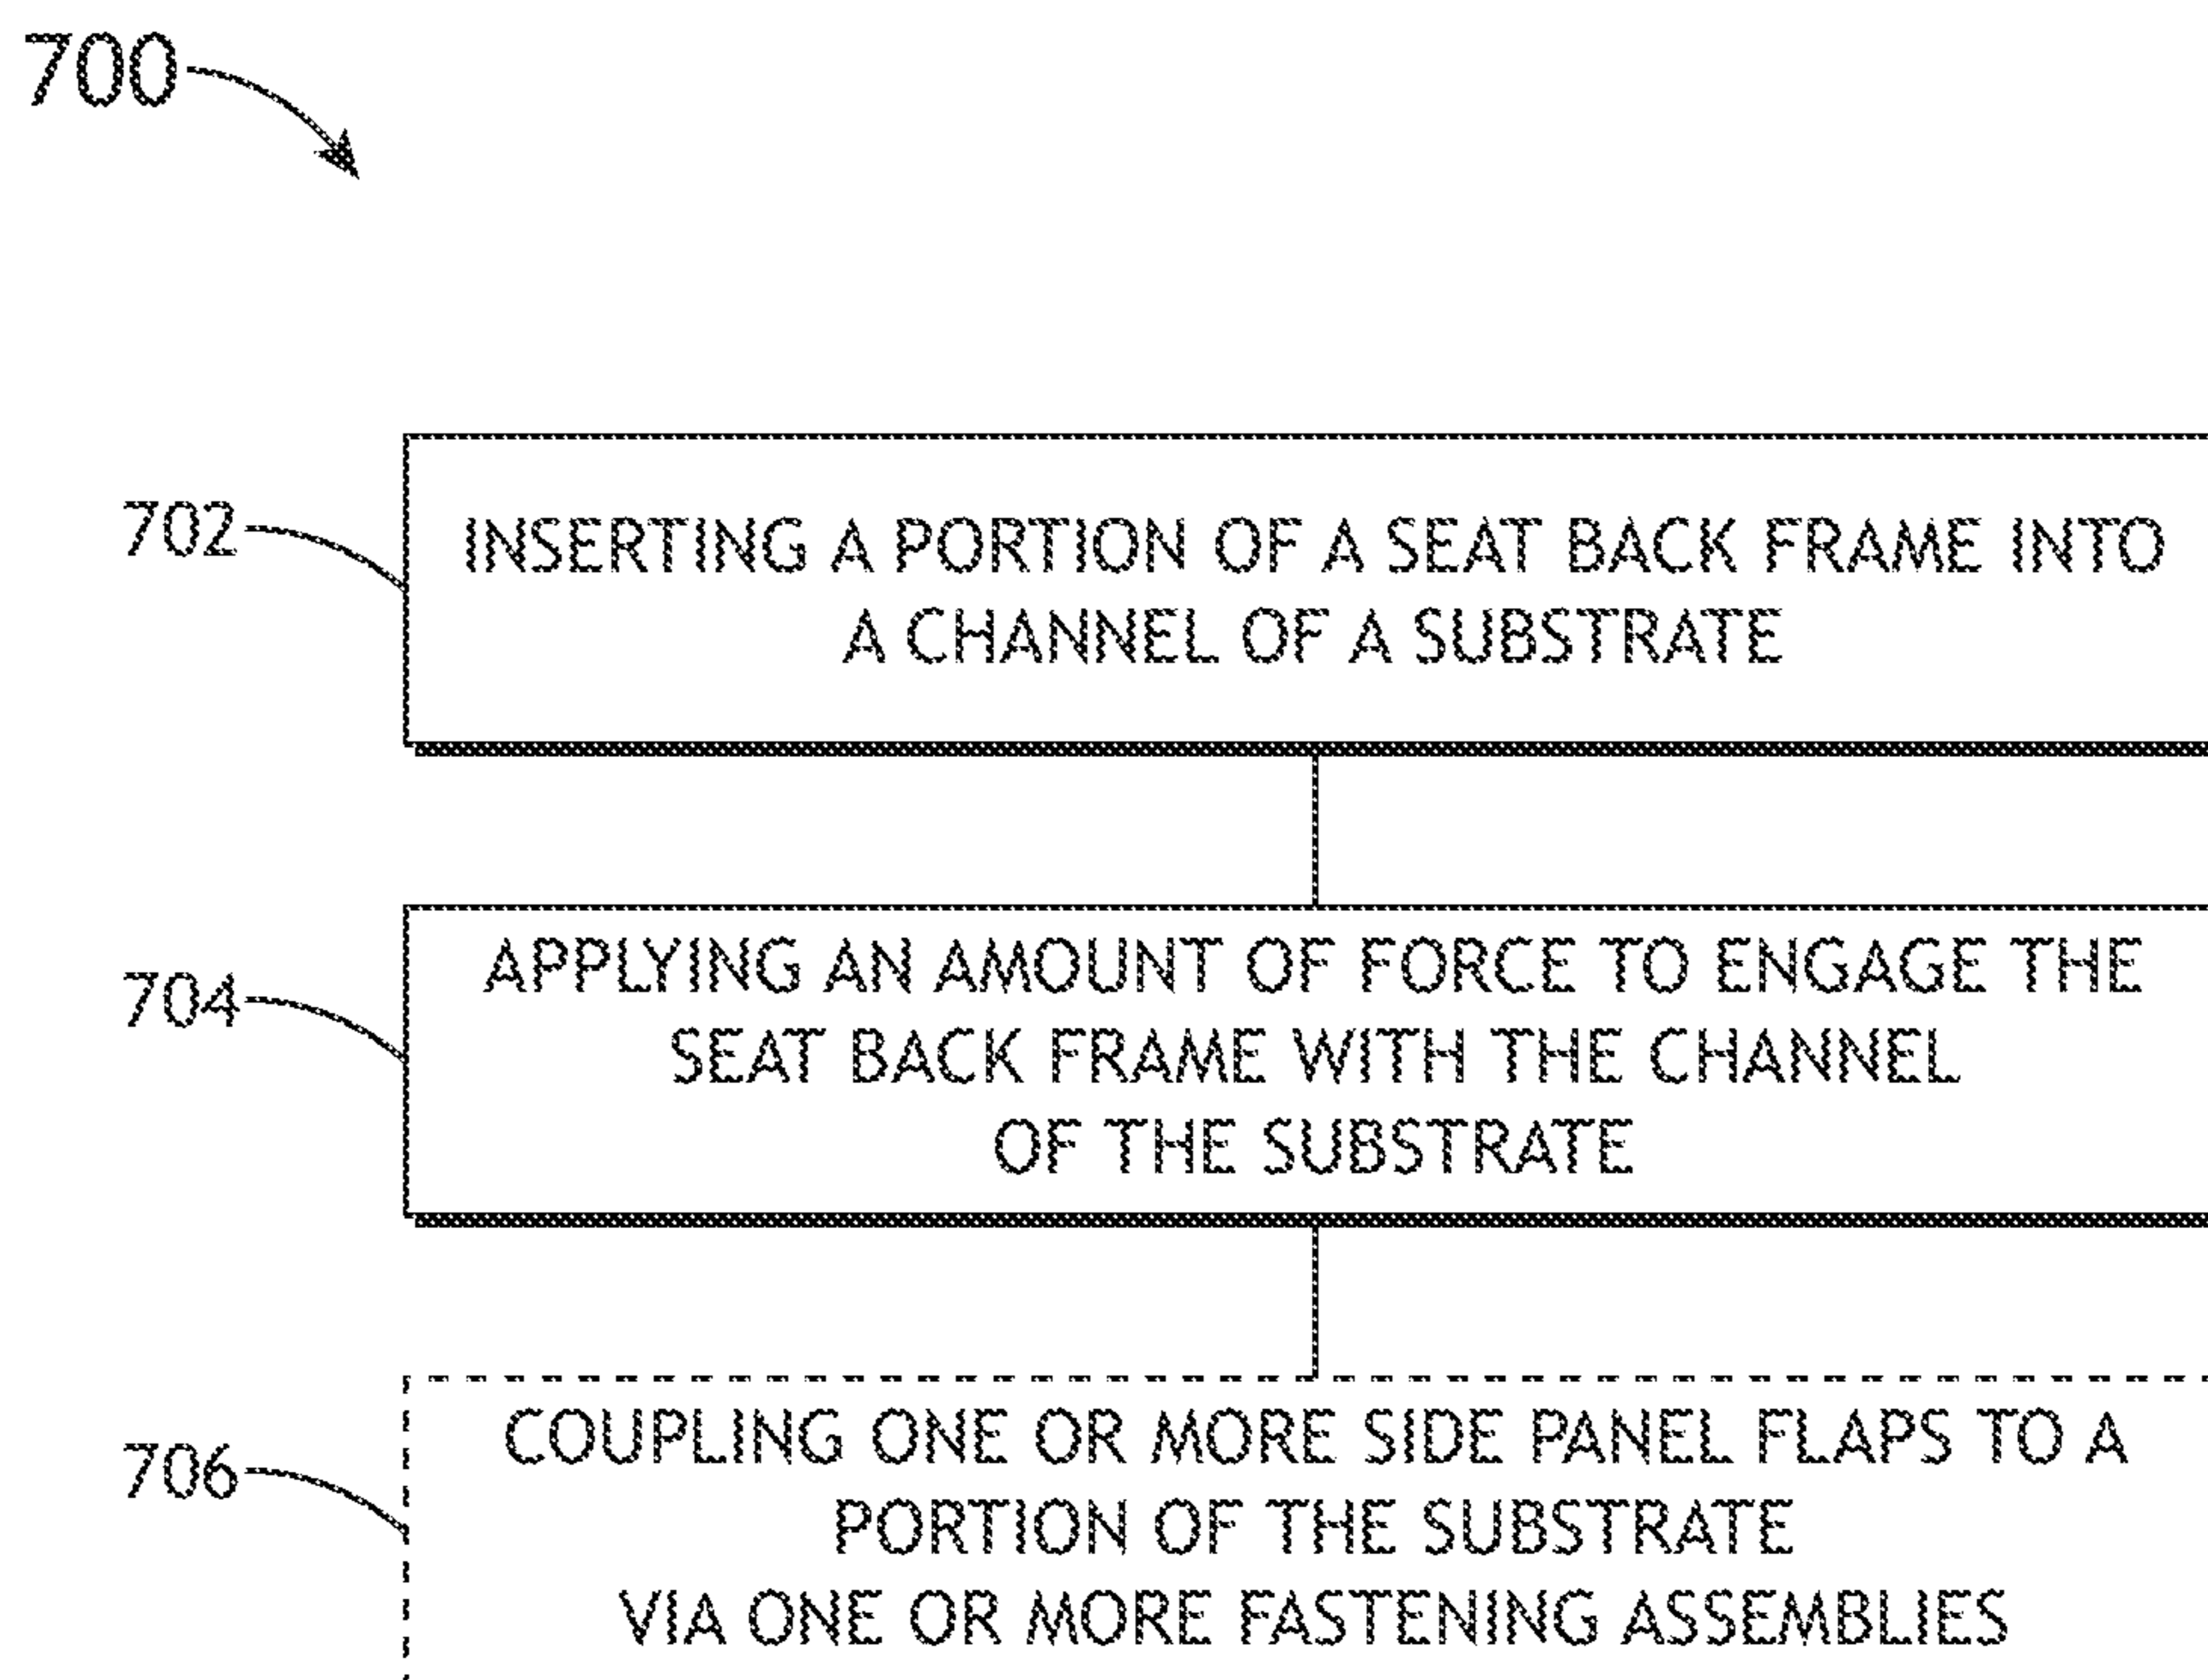 700
702
INSERTING A PORTION OF A SEAT BACK FRAME INTO
A CHANNEL OF A SUBSTRATE
704
APPLYING AN AMOUNT OF FORCE TO ENGAGE THE
SEAT BACK FRAME WITH THE CHANNEL
OF THE SUBSTRATE
706
COUPLING ONE OR MORE SIDE PANEL FLAPS TO A
PORTION OF THE SUBSTRATE
VIA ONE OR MORE FASTENING ASSEMBLIES